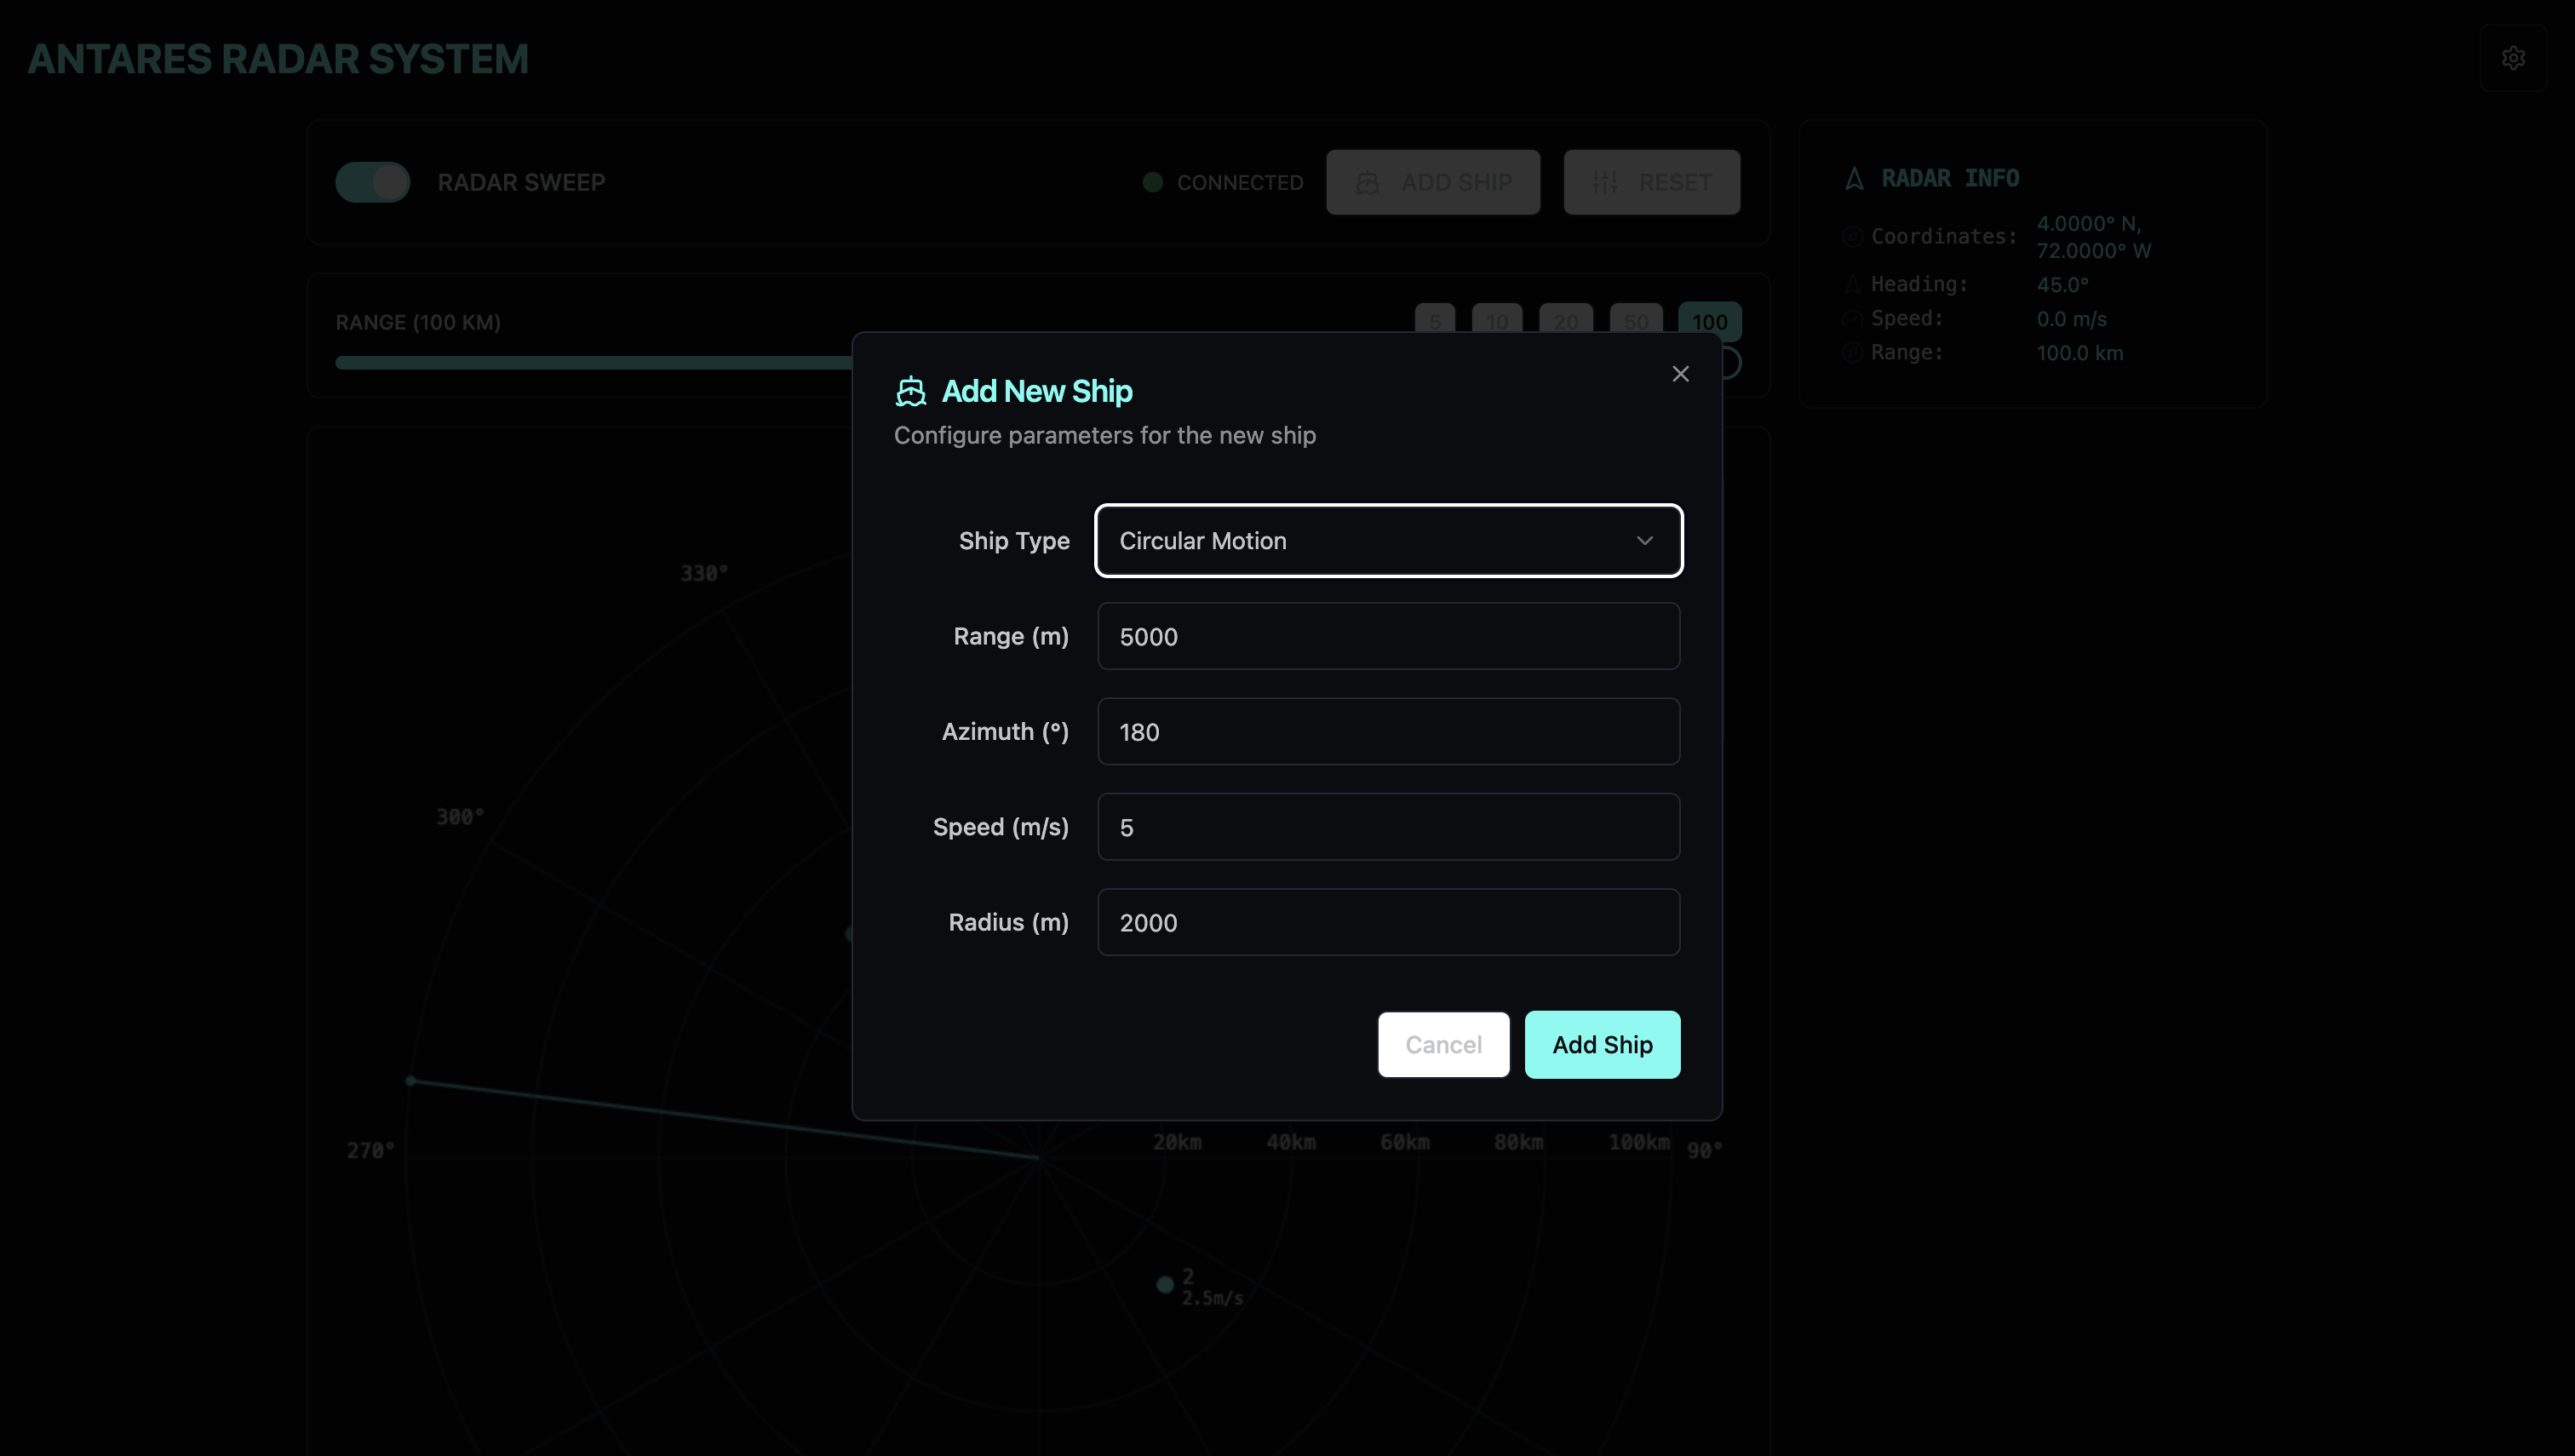 ANTARES RADAR SYSTEM
RADAR SWEEP
CONNECTED
ADD SHIP
RESET
RANGE (100 KM)
5
10
20
50
100
RADAR INFO
Coordinates:
4.0000° N,
72.0000° W
Heading:
45.0°
Speed:
0.0 m/s
Range:
100.0 km
Add New Ship
Configure parameters for the new ship
Ship Type
Circular Motion
Range (m)
5000
Azimuth (°)
180
Speed (m/s)
5
Radius (m)
2000
Cancel
Add Ship
330°
300°
270°
20km
40km
60km
80km
100km
90°
2
2.5m/s